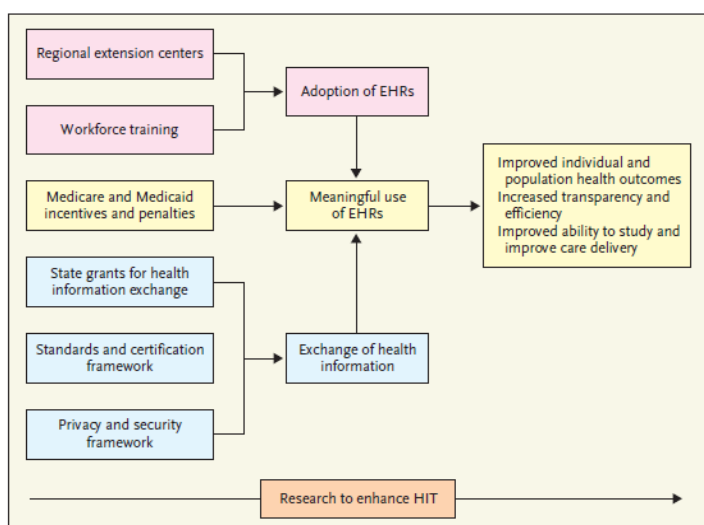 Regional extension centers
Adoption of EHRs
Workforce training
Medicare and Medicaid
incentives and penalties
Meaningful use
of EHRs
Improved individual and
population health outcomes
Increased transparency and
efficiency
Improved ability to study and
improve care delivery
State grants for health
information exchange
Standards and certification
framework
Exchange of health
information
Privacy and security
framework
Research to enhance HIT